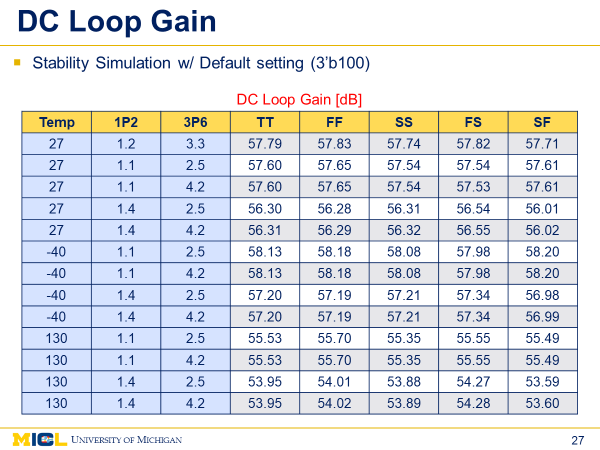 DC Loop Gain
Stability Simulation w/ Default setting (3’b100)
DC Loop Gain [dB]
Temp 1P2 3P6 TT FF SS FS SF
27 1.2 3.3 57.79 57.83 57.74 57.82 57.71
27 1.1 2.5 57.60 57.65 57.54 57.54 57.61
27 1.1 4.2 57.60 57.65 57.54 57.53 57.61
27 1.4 2.5 56.30 56.28 56.31 56.54 56.01
27 1.4 4.2 56.31 56.29 56.32 56.55 56.02
-40 1.1 2.5 58.13 58.18 58.08 57.98 58.20
-40 1.1 4.2 58.13 58.18 58.08 57.98 58.20
-40 1.4 2.5 57.20 57.19 57.21 57.34 56.98
-40 1.4 4.2 57.20 57.19 57.21 57.34 56.99
130 1.1 2.5 55.53 55.70 55.35 55.55 55.49
130 1.1 4.2 55.53 55.70 55.35 55.55 55.49
130 1.4 2.5 53.95 54.01 53.88 54.27 53.59
130 1.4 4.2 53.95 54.02 53.89 54.28 53.60
MICL UNIVERSITY OF MICHIGAN 27